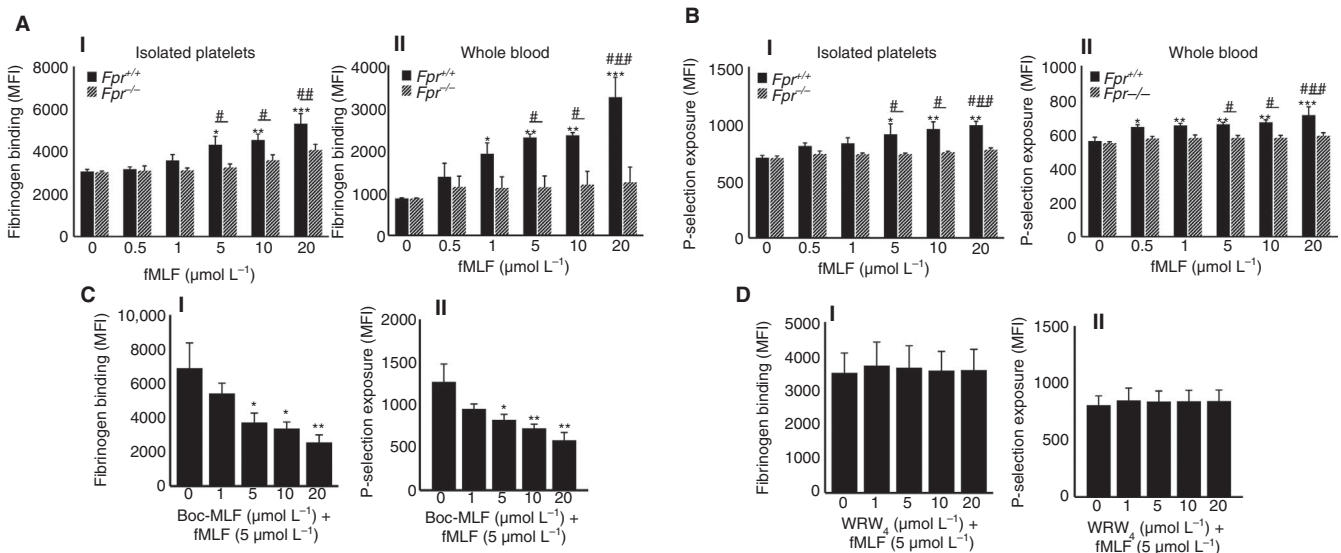 A
I
Isolated platelets
Fibrinogen binding (MFI)
8000
6000
4000
2000
0
Fpr+/+
Fpr–/–
#
#
##
*
**
***
0 0.5 1 5 10 20
fMLF (µmol L–1)
II
Whole blood
Fibrinogen binding (MFI)
4000
3000
2000
1000
0
Fpr+/+
Fpr–/–
#
#
###
*
**
**
***
0 0.5 1 5 10 20
fMLF (µmol L–1)
B
I
Isolated platelets
P-selection exposure (MFI)
1500
1000
500
0
Fpr+/+
Fpr–/–
#
#
###
*
**
**
0 0.5 1 5 10 20
fMLF (µmol L–1)
II
Whole blood
P-selection exposure (MFI)
1000
800
600
400
200
0
Fpr+/+
Fpr–/–
#
#
###
*
**
**
**
***
0 0.5 1 5 10 20
fMLF (µmol L–1)
C
I
Fibrinogen binding (MFI)
10,000
8000
6000
4000
2000
0
*
*
**
0 1 5 10 20
Boc-MLF (µmol L–1) +
fMLF (5 µmol L–1)
II
P-selection exposure (MFI)
2000
1500
1000
500
0
*
**
**
0 1 5 10 20
Boc-MLF (µmol L–1) +
fMLF (5 µmol L–1)
D
I
Fibrinogen binding (MFI)
5000
4000
3000
2000
1000
0
0 1 5 10 20
WRW4 (µmol L–1) +
fMLF (5 µmol L–1)
II
P-selection exposure (MFI)
1500
1000
500
0
0 1 5 10 20
WRW4 (µmol L–1) +
fMLF (5 µmol L–1)